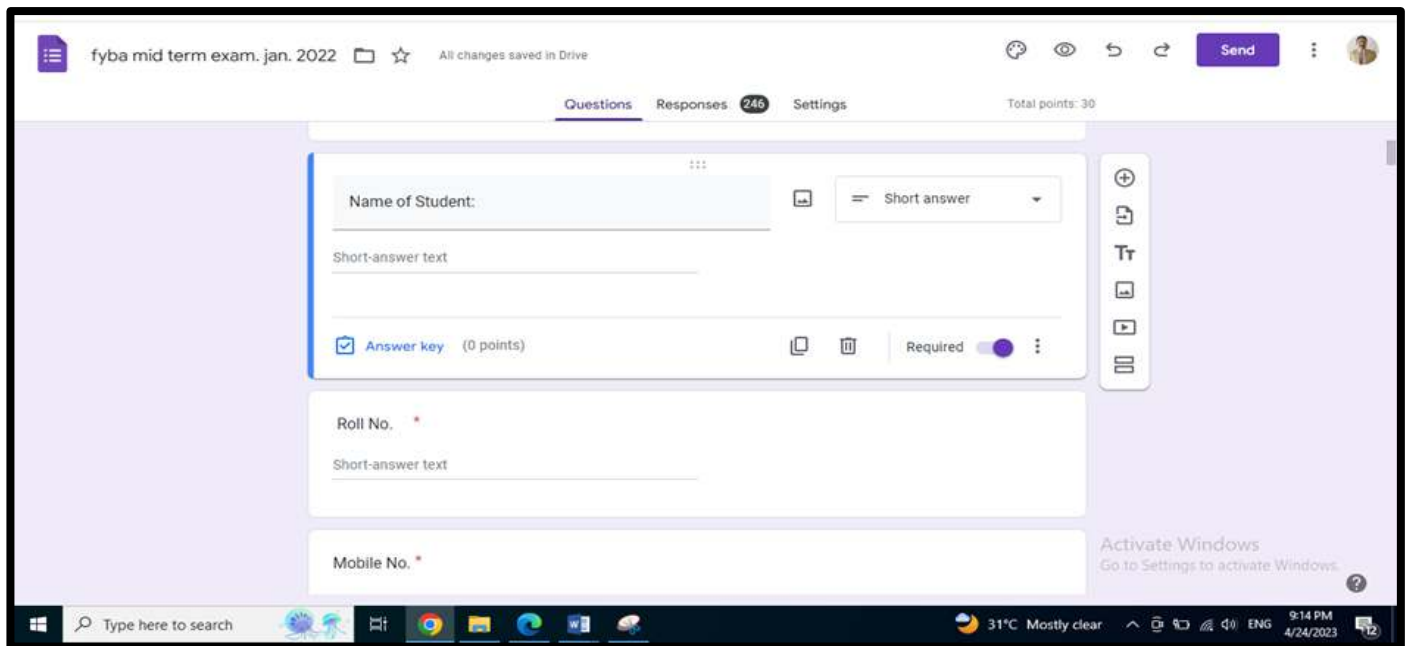 fyba mid term exam. jan. 2022 All changes saved in Drive Send
Questions Responses 246 Settings Total points: 30
Name of Student: Short answer
Short-answer text
Answer key (0 points) Required
Roll No. *
Short-answer text
Mobile No. *
Activate Windows
Go to Settings to activate Windows.
Type here to search 31°C Mostly clear ENG 9:14 PM
4/24/2023
12